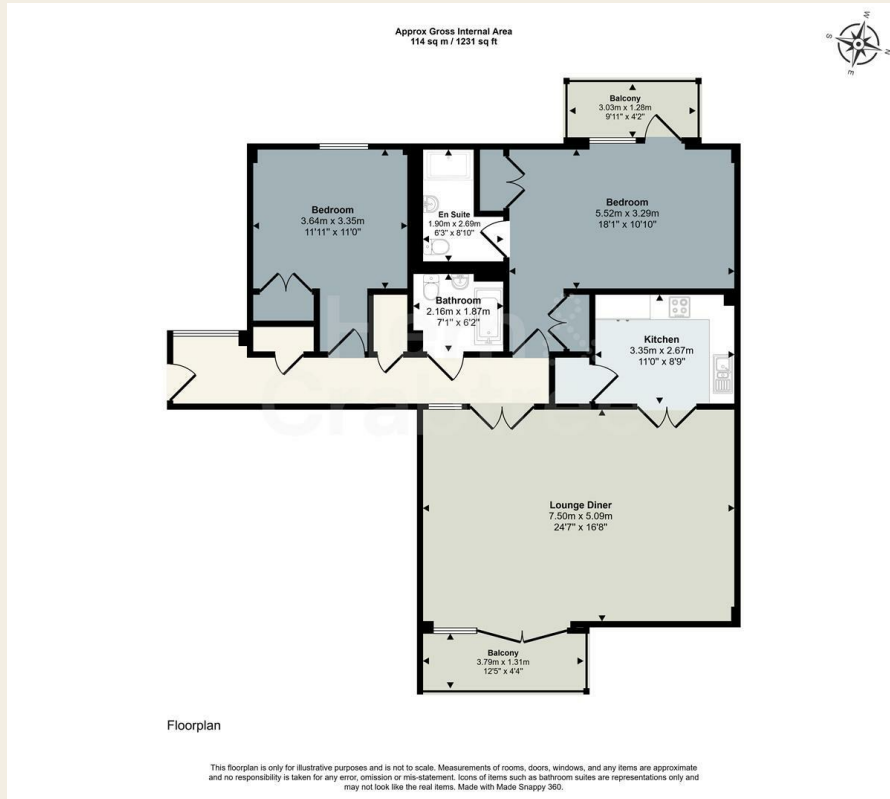 Approx Gross Internal Area
114 sq m / 1231 sq ft
W
S
N
E
Balcony
3.03m x 1.28m
9'11" x 4'2"
Bedroom
3.64m x 3.35m
11'11" x 11'0"
En Suite
1.90m x 2.69m
6'3" x 8'10"
Bedroom
5.52m x 3.29m
18'1" x 10'10"
Bathroom
2.16m x 1.87m
7'1" x 6'2"
Kitchen
3.35m x 2.67m
11'0" x 8'9"
Hern
Crabtree
Lounge Diner
7.50m x 5.09m
24'7" x 16'8"
Balcony
3.79m x 1.31m
12'5" x 4'4"
Floorplan
This floorplan is only for illustrative purposes and is not to scale. Measurements of rooms, doors, windows, and any items are approximate
and no responsibility is taken for any error, omission or mis-statement. Icons of items such as bathroom suites are representations only and
may not look like the real items. Made with Made Snappy 360.